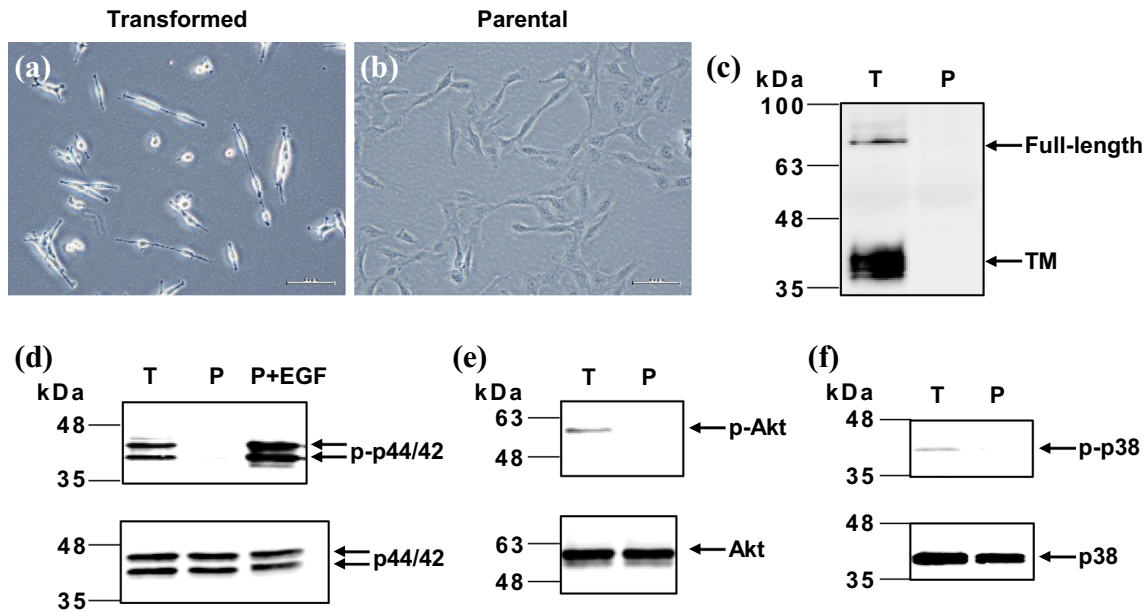 Transformed Parental
(a) (b) (c)
kDa T P
100
Full-length
63
48
TM
35
(d) (e) (f)
kDa T P P+EGF
48
p-p44/42
35
48
p44/42
35
kDa T P
63
p-Akt
48
63
Akt
48
kDa T P
48
p-p38
35
48
p38
35